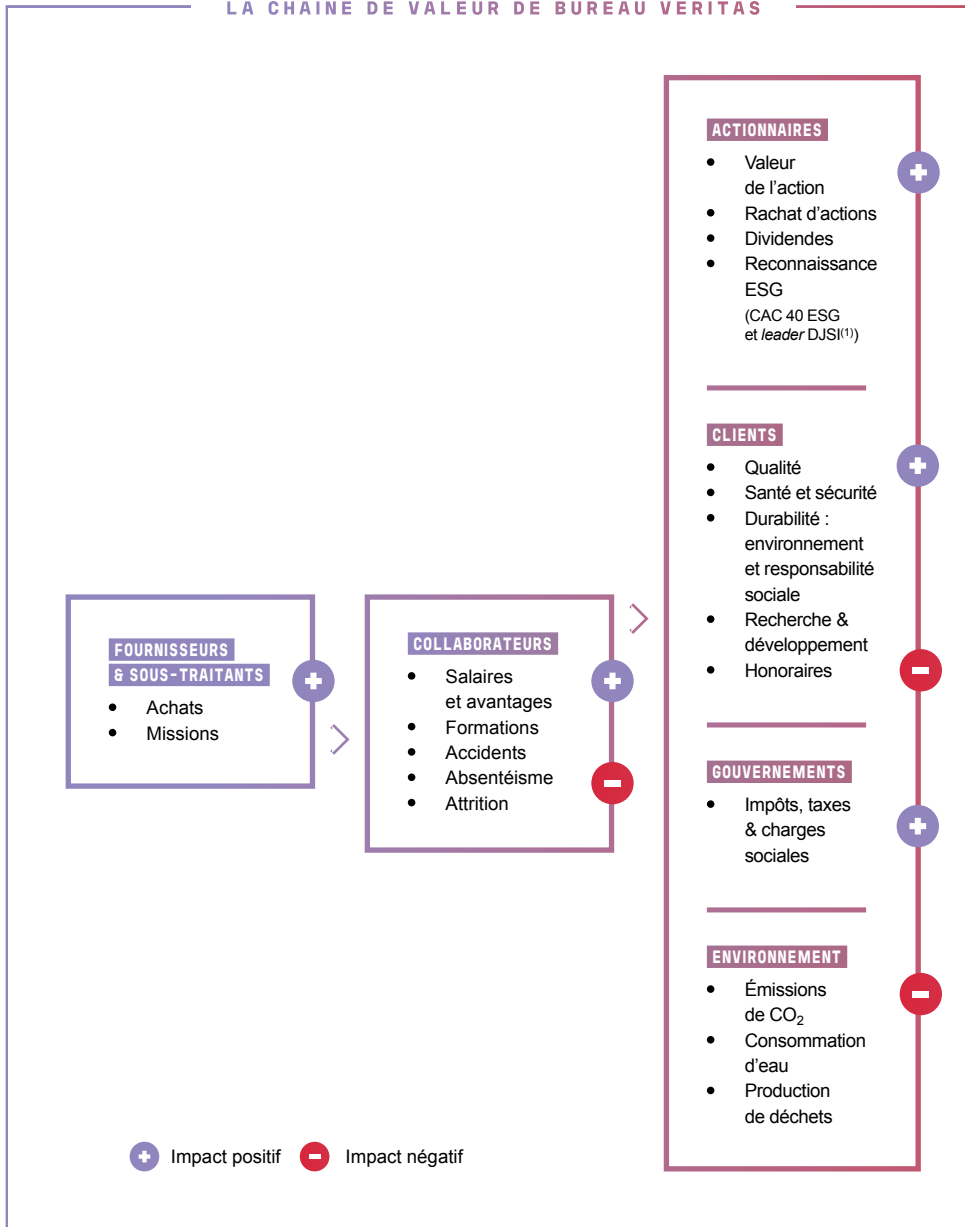 LA CHAINE DE VALEUR DE BUREAU VERITAS
FOURNISSEURS
& SOUS-TRAITANTS
• Achats
• Missions
COLLABORATEURS
• Salaires
et avantages
• Formations
• Accidents
• Absentéisme
• Attrition
ACTIONNAIRES
• Valeur
de l’action
• Rachat d’actions
• Dividendes
• Reconnaissance
ESG
(CAC 40 ESG
et leader DJSI(1))
CLIENTS
• Qualité
• Santé et sécurité
• Durabilité :
environnement
et responsabilité
sociale
• Recherche &
développement
• Honoraires
GOUVERNEMENTS
• Impôts, taxes
& charges
sociales
ENVIRONNEMENT
• Émissions
de CO2
• Consommation
d’eau
• Production
de déchets
Impact positif
Impact négatif